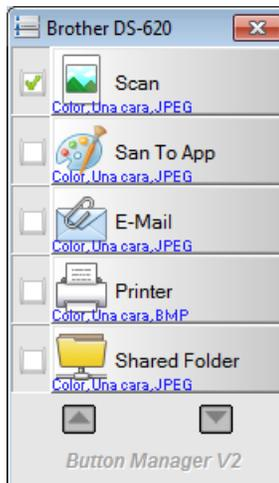 Brother DS-620
Scan
Color,Una cara,JPEG
San To App
Color,Una cara,JPEG
E-Mail
Color,Una cara,JPEG
Printer
Color,Una cara,BMP
Shared Folder
Color,Una cara,JPEG
Button Manager V2